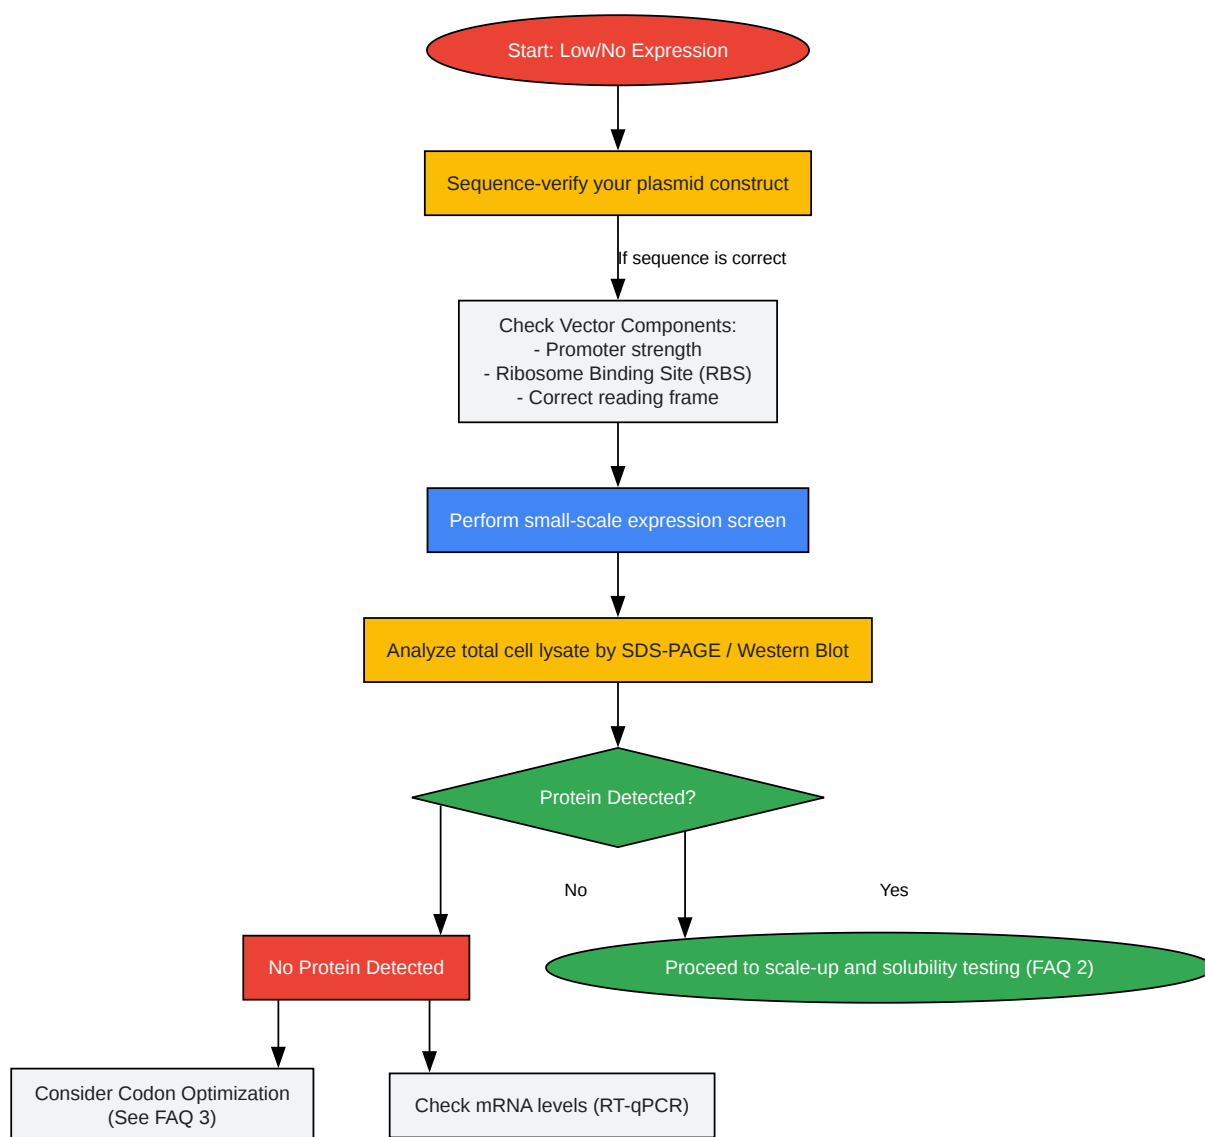 Start: Low/No Expression
Sequence-verify your plasmid construct
If sequence is correct
Check Vector Components:
- Promoter strength
- Ribosome Binding Site (RBS)
- Correct reading frame
Perform small-scale expression screen
Analyze total cell lysate by SDS-PAGE / Western Blot
Protein Detected?
No
Yes
No Protein Detected
Proceed to scale-up and solubility testing (FAQ 2)
Consider Codon Optimization
(See FAQ 3)
Check mRNA levels (RT-qPCR)